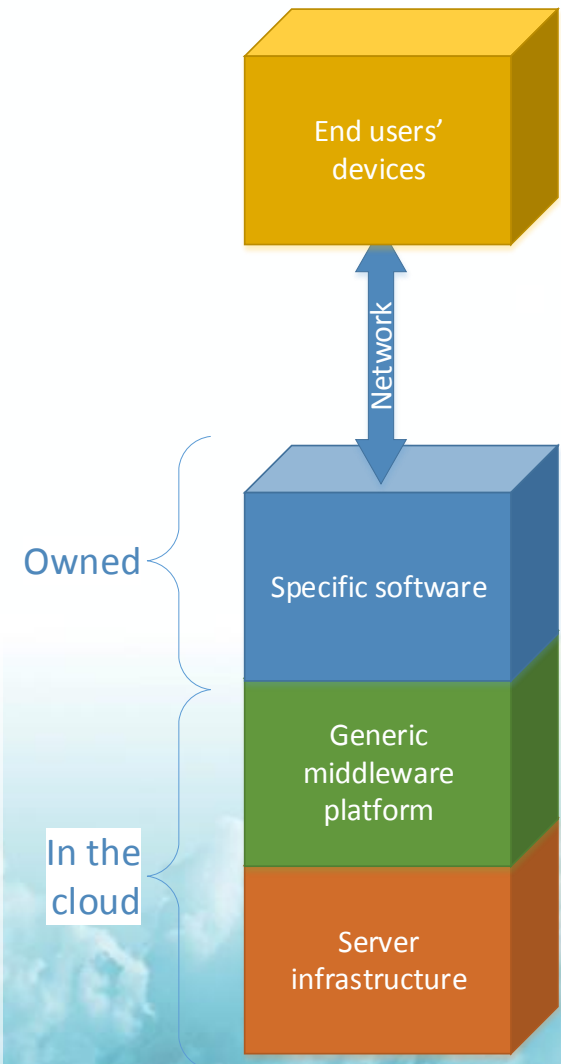 End users’
devices
Network
Owned
Specific software
Generic
middleware
platform
In the
cloud
Server
infrastructure